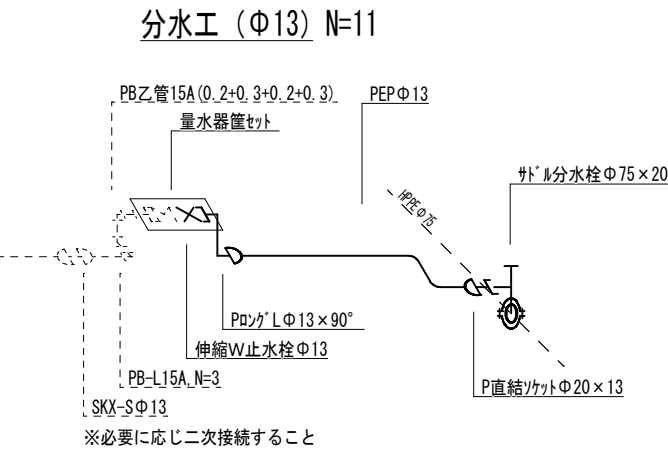 分水工（Φ13）N=11
PB乙管15A(0.2+0.3+0.2+0.3)
PEPΦ13
量水器筐ｾｯﾄ
ｻﾄﾞﾙ分水栓Φ75×20
HPPEΦ75
PﾛﾝｸﾞLΦ13×90°
伸縮W止水栓Φ13
PB-L15A,N=3
P直結ｿｹｯﾄΦ20×13
SKX-SΦ13
※必要に応じ二次接続すること